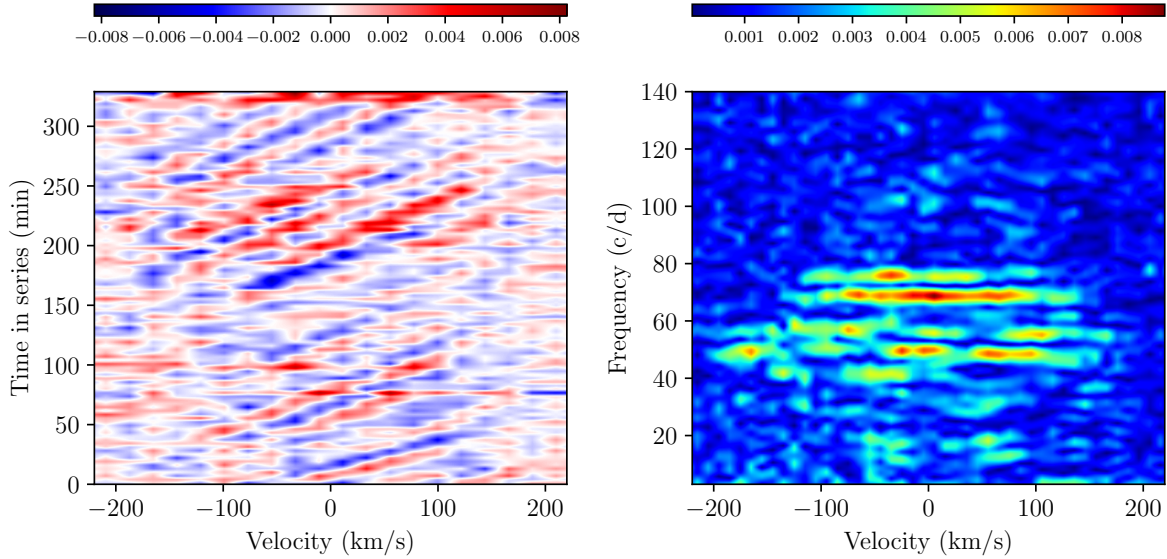 −0.008 −0.006 −0.004 −0.002 0.000 0.002 0.004 0.006 0.008
0.001 0.002 0.003 0.004 0.005 0.006 0.007 0.008
Time in series (min)
300
250
200
150
100
50
0
−200 −100 0 100 200
Velocity (km/s)
Frequency (c/d)
140
120
100
80
60
40
20
−200 −100 0 100 200
Velocity (km/s)